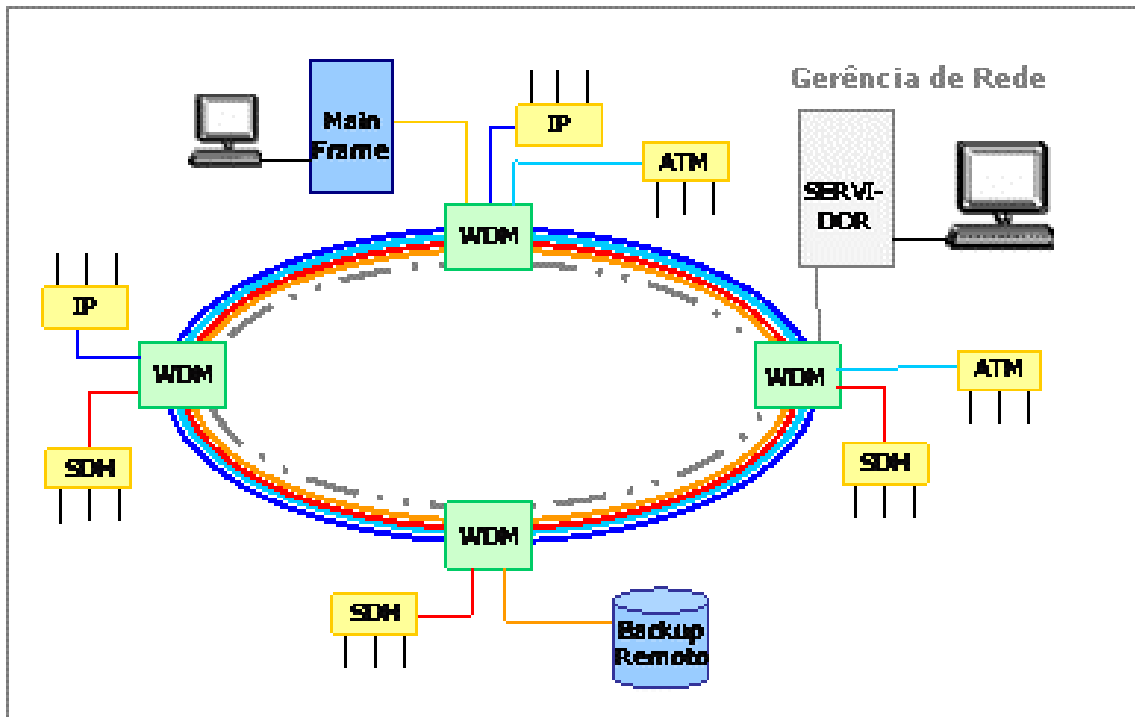 Gerência de Rede
Main
Frame
IP
ATM
SERVI-
DOR
WDM
IP
WDM
WDM
ATM
SDH
SDH
WDM
SDH
Backup
Remoto